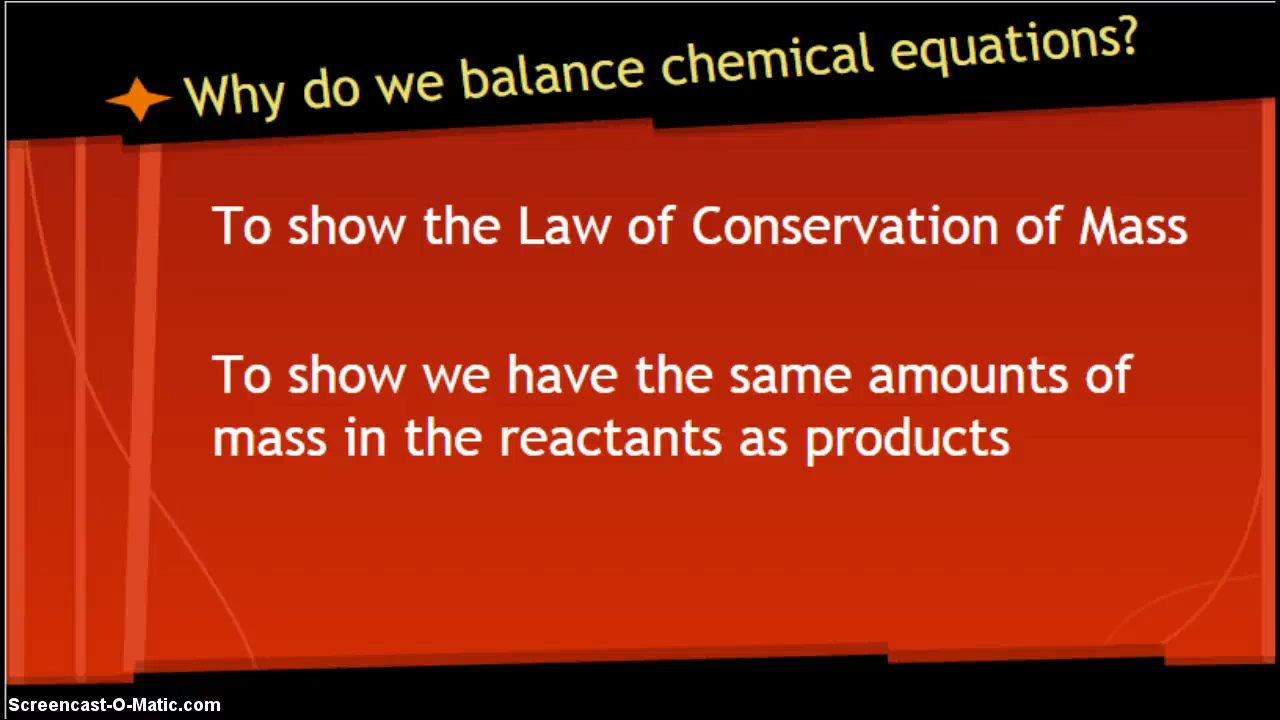 Why do we balance chemical equations?
To show the Law of Conservation of Mass
To show we have the same amounts of
mass in the reactants as products
Screencast-O-Matic.com